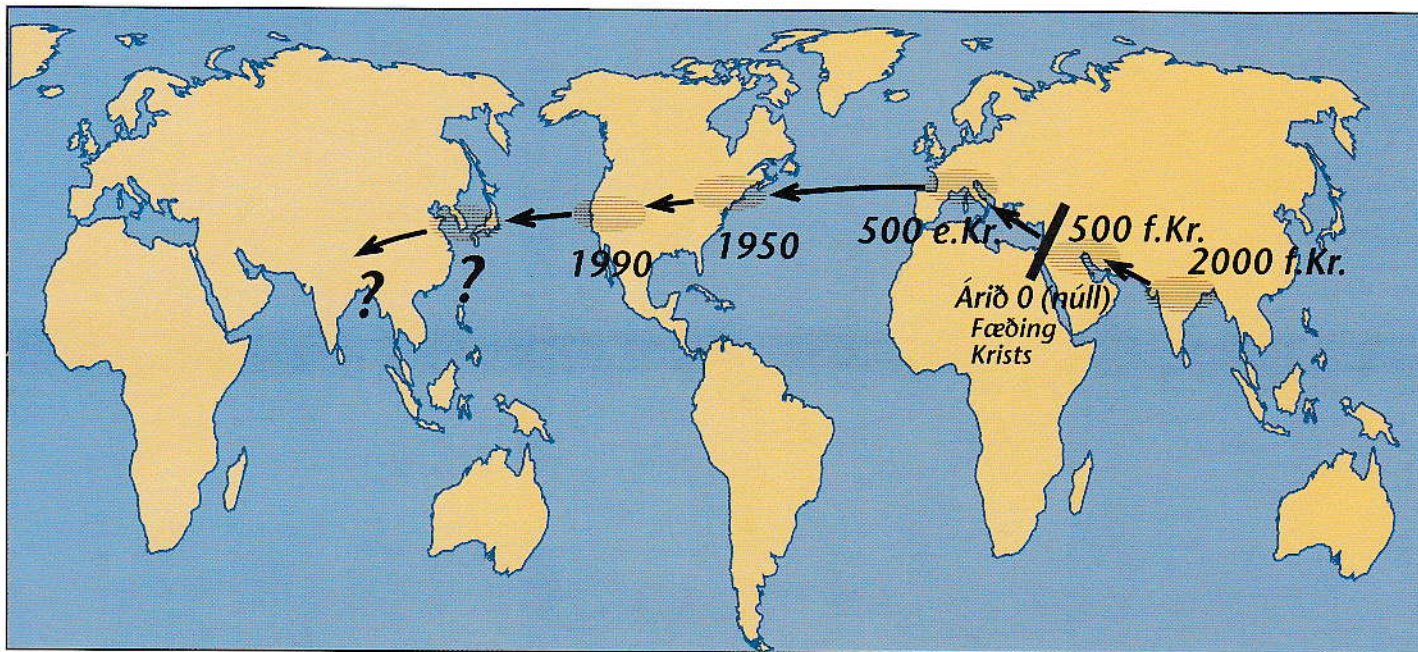 ?
?
1990
1950
500 e.Kr.
500 f.Kr.
2000 f.Kr.
Árið 0 (núll)
Fæðing
Krists